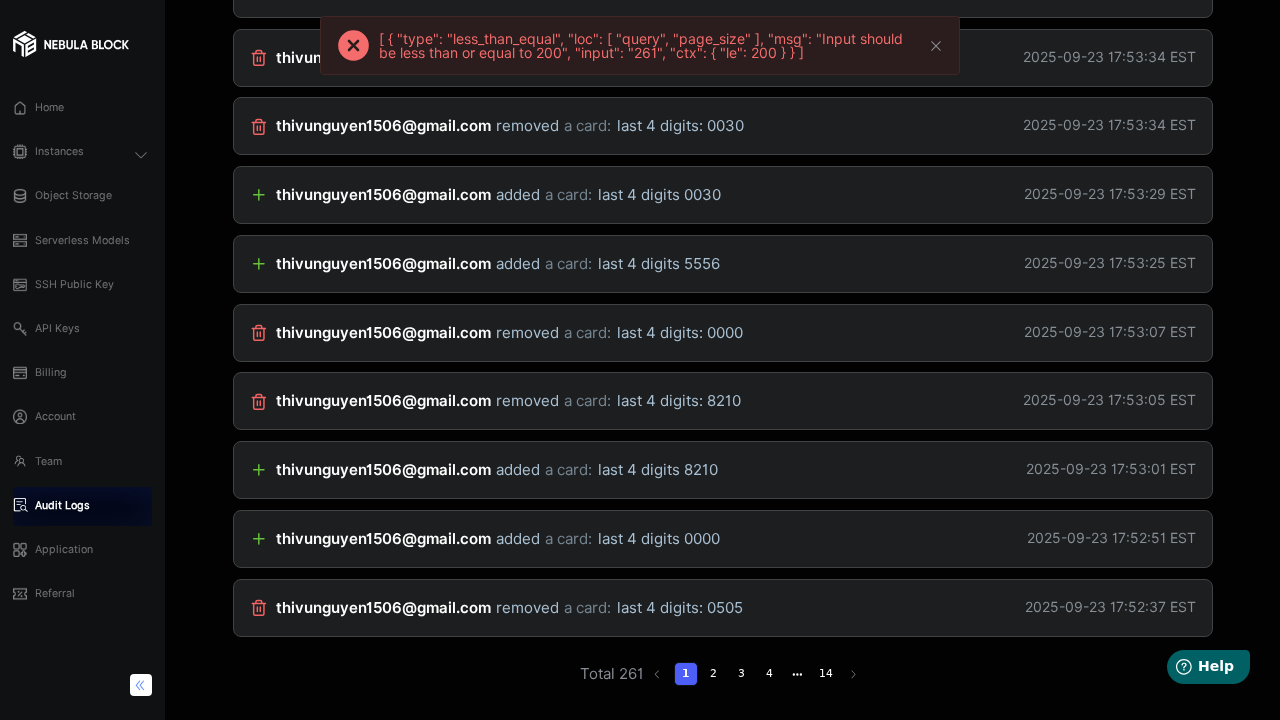 NEBULA BLOCK
[ { "type": "less_than_equal", "loc": [ "query", "page_size" ], "msg": "Input should
be less than or equal to 200", "input": "261", "ctx": { "le": 200 } } ]
Home
Instances
Object Storage
Serverless Models
SSH Public Key
API Keys
Billing
Account
Team
Audit Logs
Application
Referral
thivun 2025-09-23 17:53:34 EST
thivunguyen1506@gmail.com removed a card: last 4 digits: 0030 2025-09-23 17:53:34 EST
thivunguyen1506@gmail.com added a card: last 4 digits 0030 2025-09-23 17:53:29 EST
thivunguyen1506@gmail.com added a card: last 4 digits 5556 2025-09-23 17:53:25 EST
thivunguyen1506@gmail.com removed a card: last 4 digits: 0000 2025-09-23 17:53:07 EST
thivunguyen1506@gmail.com removed a card: last 4 digits: 8210 2025-09-23 17:53:05 EST
thivunguyen1506@gmail.com added a card: last 4 digits 8210 2025-09-23 17:53:01 EST
thivunguyen1506@gmail.com added a card: last 4 digits 0000 2025-09-23 17:52:51 EST
thivunguyen1506@gmail.com removed a card: last 4 digits: 0505 2025-09-23 17:52:37 EST
Total 261 1 2 3 4 ••• 14
Help